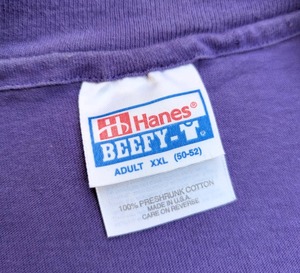 Hanes®
BEEFY-T
ADULT XXL (50-52)
100% PRESHRUNK COTTON
MADE IN U.S.A.
CARE ON REVERSE